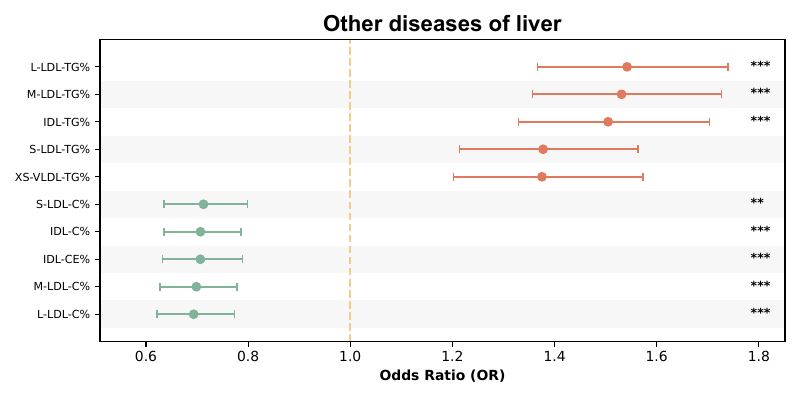 Other diseases of liver
L-LDL-TG% ***
M-LDL-TG% ***
IDL-TG% ***
S-LDL-TG%
XS-VLDL-TG%
S-LDL-C% **
IDL-C% ***
IDL-CE% ***
M-LDL-C% ***
L-LDL-C% ***
0.6 0.8 1.0 1.2 1.4 1.6 1.8
Odds Ratio (OR)